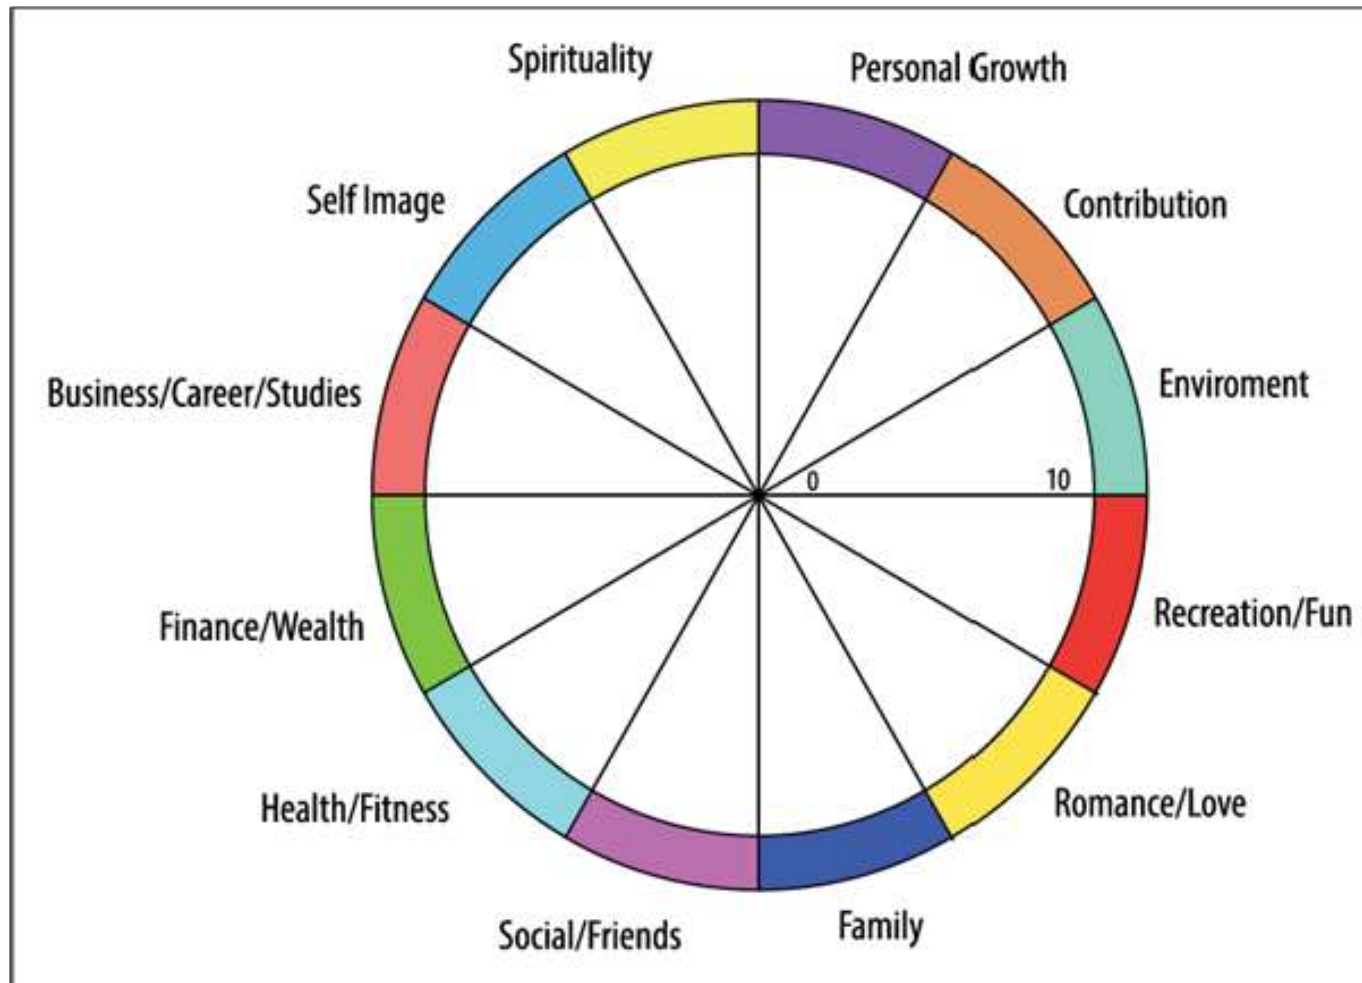 Spirituality
Personal Growth
Self Image
Contribution
Business/Career/Studies
Enviroment
0
10
Finance/Wealth
Recreation/Fun
Health/Fitness
Romance/Love
Social/Friends
Family